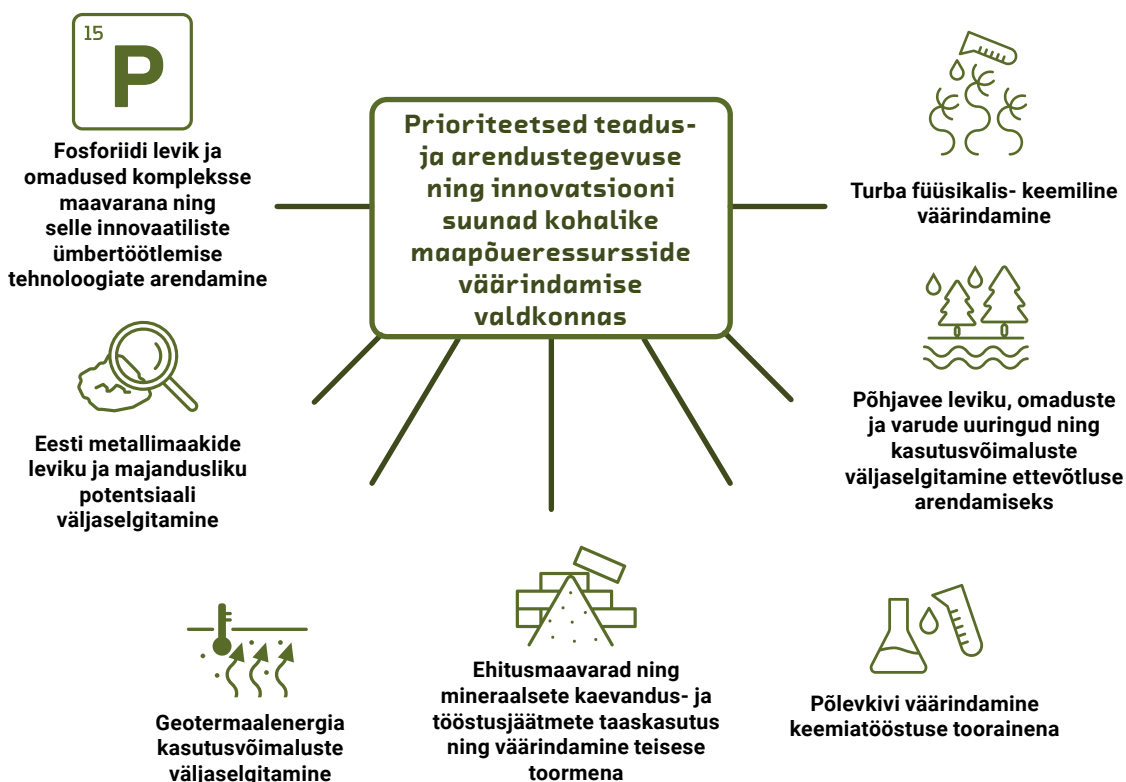 15
P
Fosforiidi levik ja
omadused kompleksse
maavarana ning
selle innovaatiliste
ümbertöötlemise
tehnoloogiate arendamine
Prioriteetsed teadus-
ja arendustegevuse
ning innovatsiooni
suunad kohalike
maapõueressursside
väärindamise
valdkonnas
Turba füüsikalis- keemiline
väärindamine
Eesti metallimaakide
leviku ja majandusliku
potentsiaali
väljaselgitamine
Põhjavee leviku, omaduste
ja varude uuringud ning
kasutusvõimaluste
väljaselgitamine ettevõtluse
arendamiseks
Geotermaalenergia
kasutusvõimaluste
väljaselgitamine
Ehitusmaavarad ning
mineraalsete kaevandus- ja
tööstusjäätmete taaskasutus
ning väärindamine teisese
toormena
Põlevkivi väärindamine
keemiatööstuse toorainena